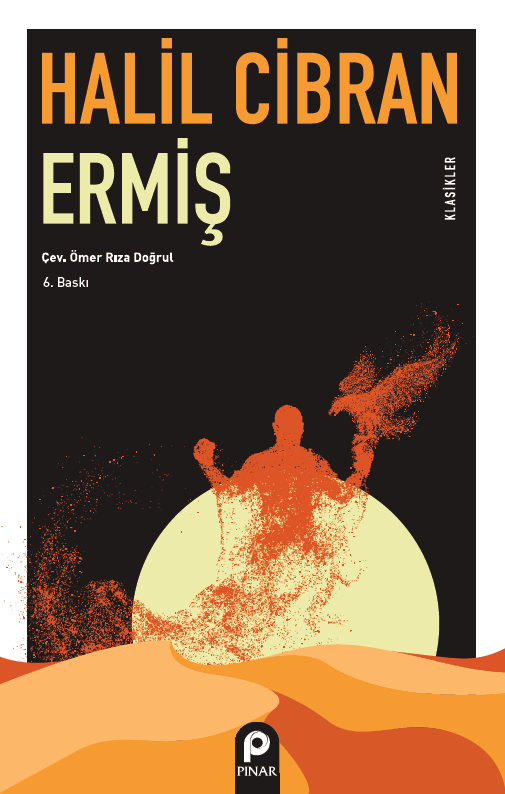 HALİL CİBRAN
ERMİŞ
KLASİKLER
Çev. Ömer Rıza Doğrul
6. Baskı
PINAR